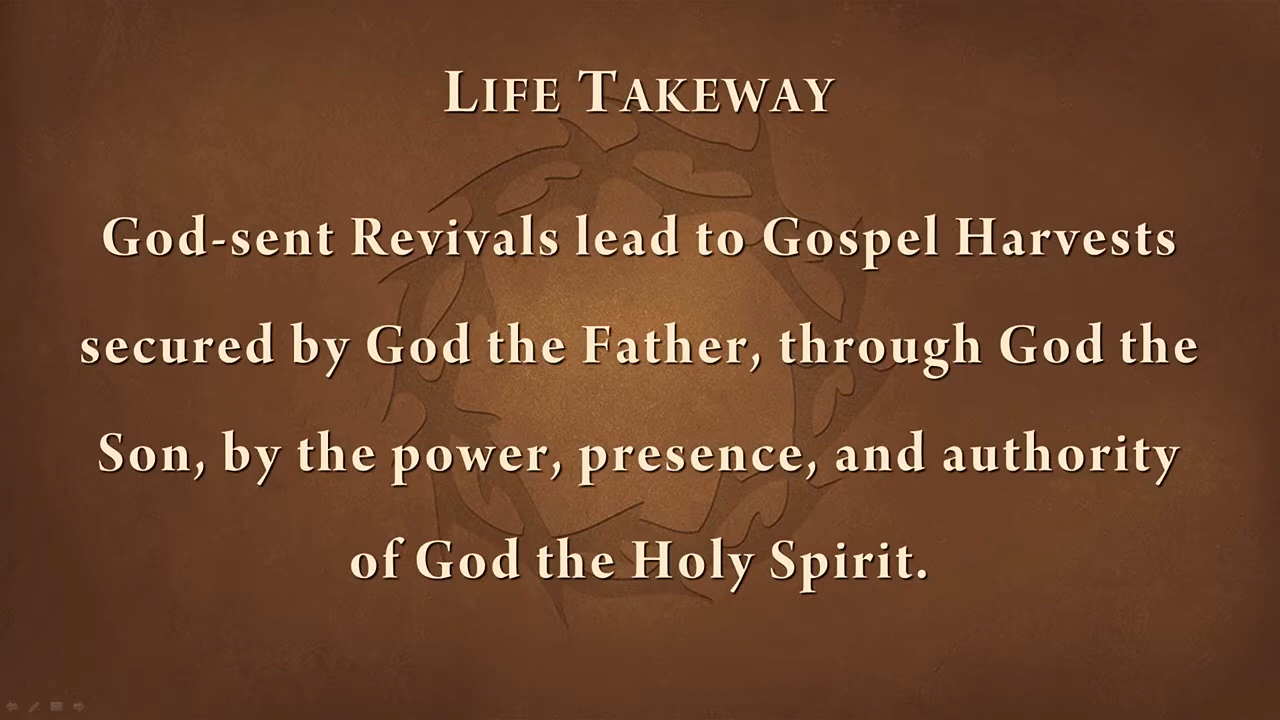 Life Takeway
God-sent Revivals lead to Gospel Harvests
secured by God the Father, through God the
Son, by the power, presence, and authority
of God the Holy Spirit.